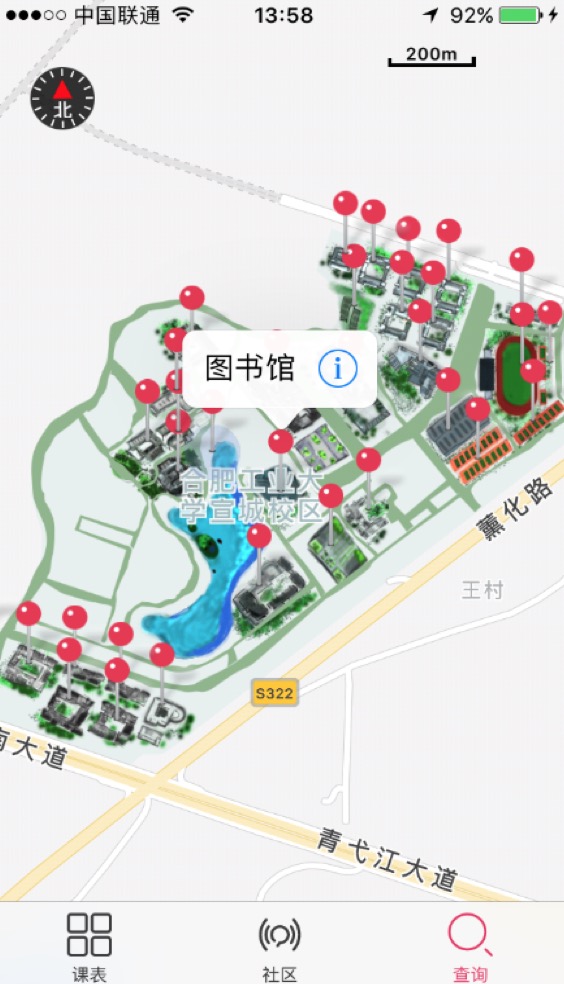 中国联通
13:58
92%
200m
北
图书馆
合肥工业大
学宣城校区
薰化路
王村
S322
南大道
青弋江大道
课表
社区
查询